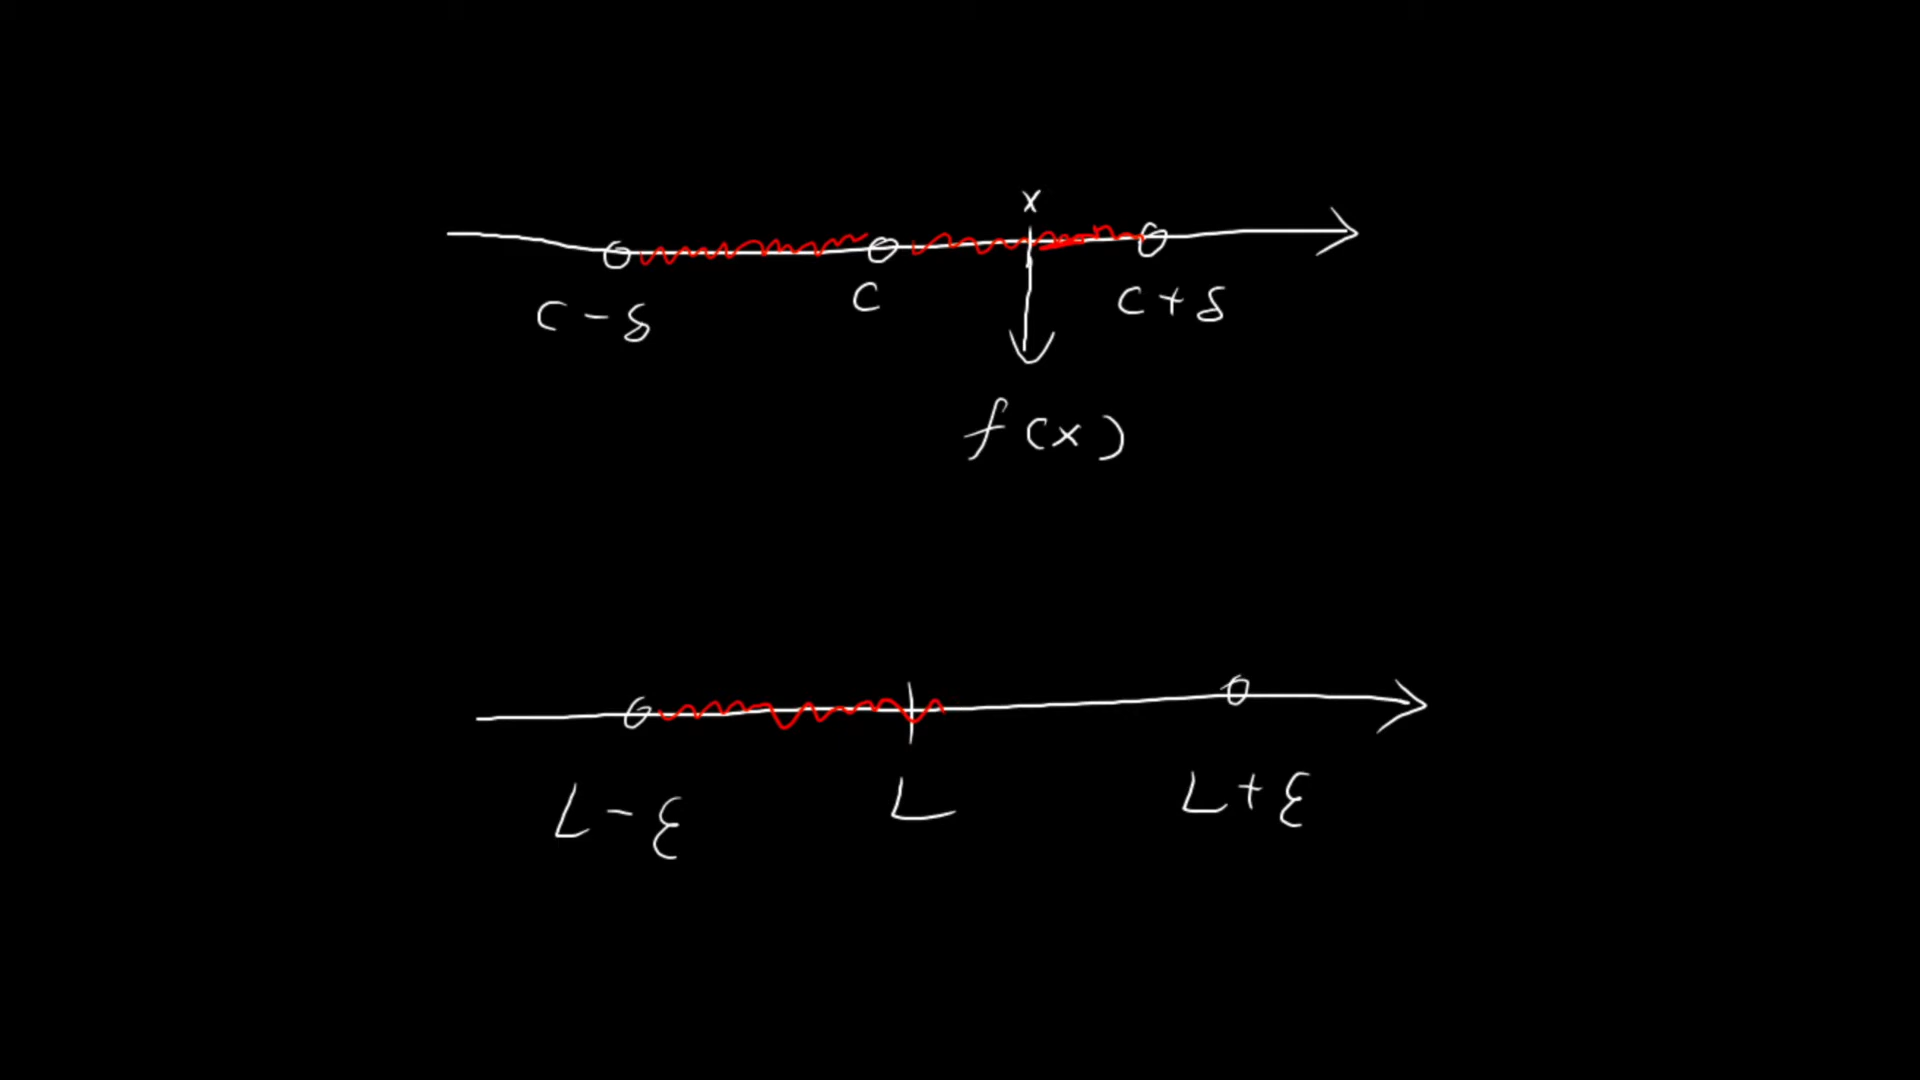 x
c - δ c c + δ
f(x)
L - ε L L + ε